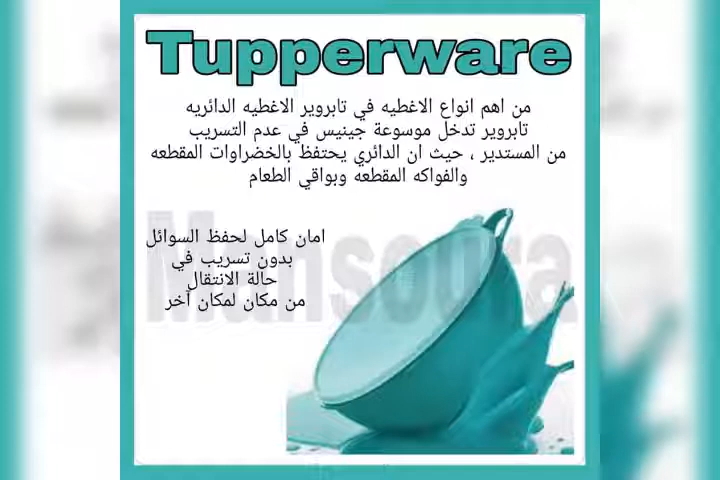 Tupperware
من اهم انواع الاغطيه في تابروير الاغطيه الدائريه
تابروير تدخل موسوعة جينيس في عدم التسريب
من المستدير ، حيث ان الدائري يحتفظ بالخضراوات المقطعه
والفواكه المقطعه وبواقي الطعام
امان كامل لحفظ السوائل
بدون تسريب في
حالة الانتقال
من مكان لمكان آخر
Mansoura